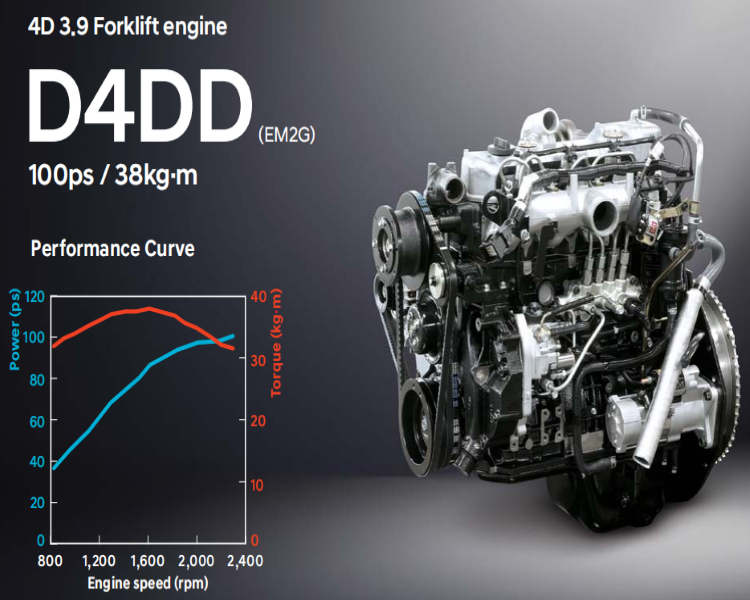 4D 3.9 Forklift engine
D4DD (EM2G)
100ps / 38kg·m
Performance Curve
Power (ps)
120
100
80
60
40
20
0
Torque (kg·m)
40
30
20
10
0
800 1,200 1,600 2,000 2,400
Engine speed (rpm)